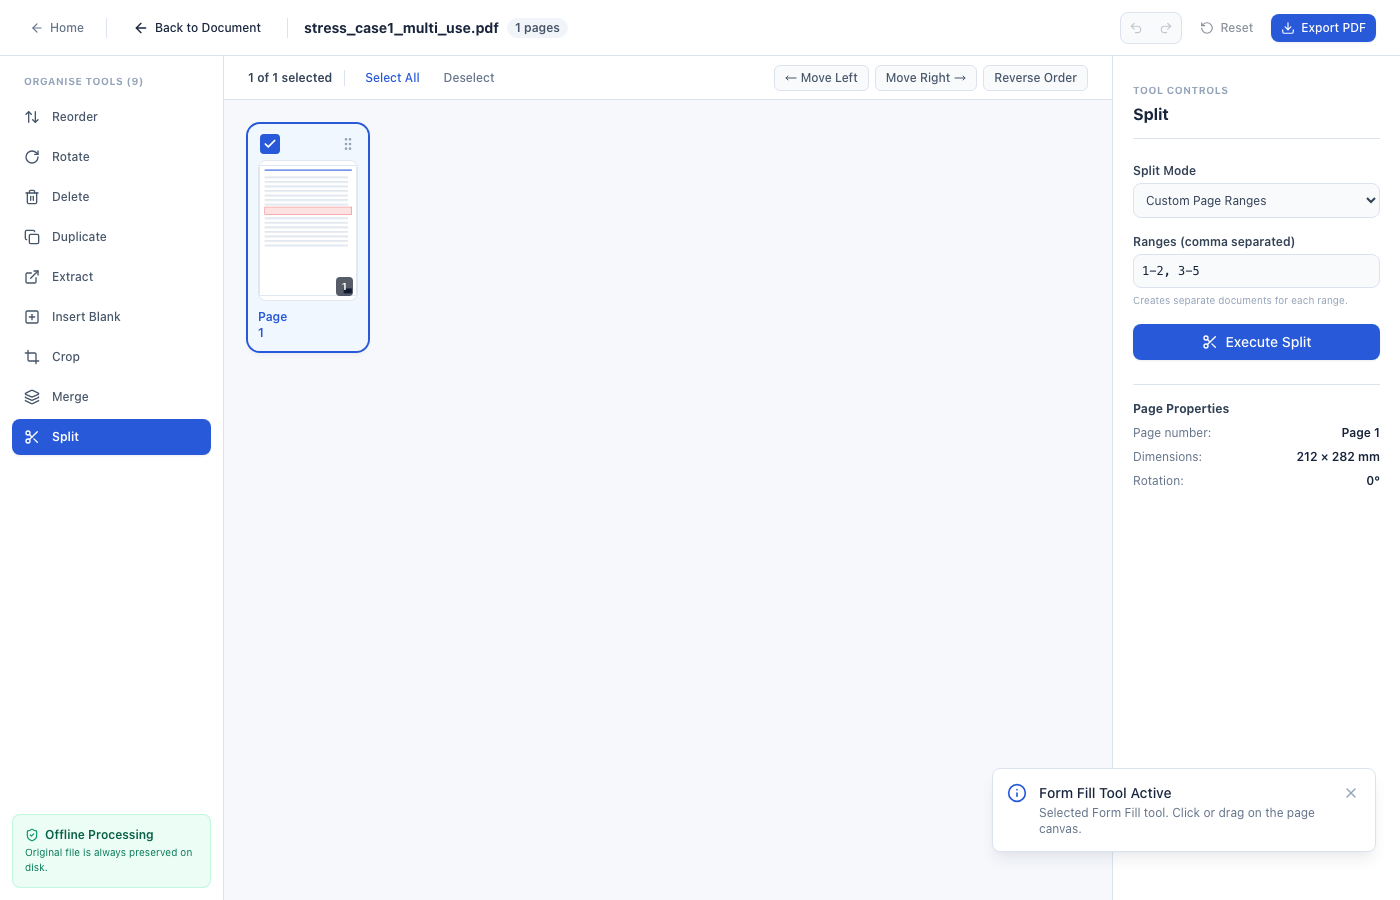 Home
Back to Document
stress_case1_multi_use.pdf
1 pages
Reset
Export PDF
ORGANISE TOOLS (9)
Reorder
Rotate
Delete
Duplicate
Extract
Insert Blank
Crop
Merge
Split
Offline Processing
Original file is always preserved on
disk.
1 of 1 selected
Select All
Deselect
← Move Left
Move Right →
Reverse Order
1
Page
1
TOOL CONTROLS
Split
Split Mode
Custom Page Ranges
Ranges (comma separated)
1-2, 3-5
Creates separate documents for each range.
Execute Split
Page Properties
Page number: Page 1
Dimensions: 212 × 282 mm
Rotation: 0°
Form Fill Tool Active
Selected Form Fill tool. Click or drag on the page
canvas.